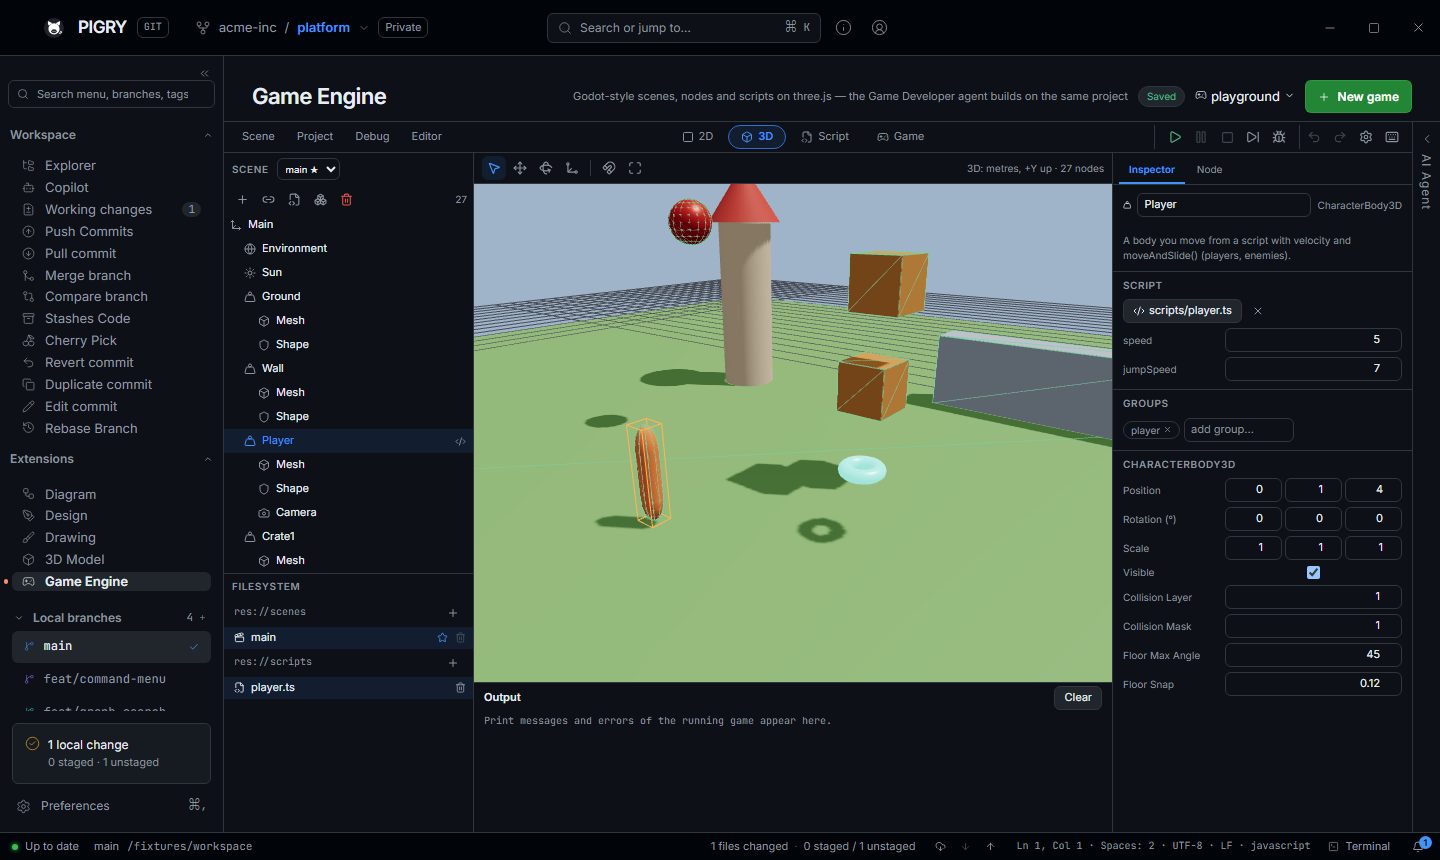 PIGRY GIT acme-inc / platform Private Search or jump to... ⌘ K
Search menu, branches, tags
Workspace
Explorer
Copilot
Working changes 1
Push Commits
Pull commit
Merge branch
Compare branch
Stashes Code
Cherry Pick
Revert commit
Duplicate commit
Edit commit
Rebase Branch
Extensions
Diagram
Design
Drawing
3D Model
Game Engine
Local branches 4 +
main
feat/command-menu
1 local change
0 staged · 1 unstaged
Preferences ⌘,
Game Engine
Godot-style scenes, nodes and scripts on three.js — the Game Developer agent builds on the same project Saved playground + New game
Scene Project Debug Editor 2D 3D Script Game
SCENE main ★
27
Main
Environment
Sun
Ground
Mesh
Shape
Wall
Mesh
Shape
Player
Mesh
Shape
Camera
Crate1
Mesh
FILESYSTEM
res://scenes +
main
res://scripts +
player.ts
3D: metres, +Y up · 27 nodes
Output Clear
Print messages and errors of the running game appear here.
Inspector Node
Player CharacterBody3D
A body you move from a script with velocity and
moveAndSlide() (players, enemies).
SCRIPT
scripts/player.ts
speed 5
jumpSpeed 7
GROUPS
player × add group...
CHARACTERBODY3D
Position 0 1 4
Rotation (°) 0 0 0
Scale 1 1 1
Visible
Collision Layer 1
Collision Mask 1
Floor Max Angle 45
Floor Snap 0.12
AI Agent
Up to date main /fixtures/workspace 1 files changed · 0 staged / 1 unstaged Ln 1, Col 1 · Spaces: 2 · UTF-8 · LF · javascript Terminal 1